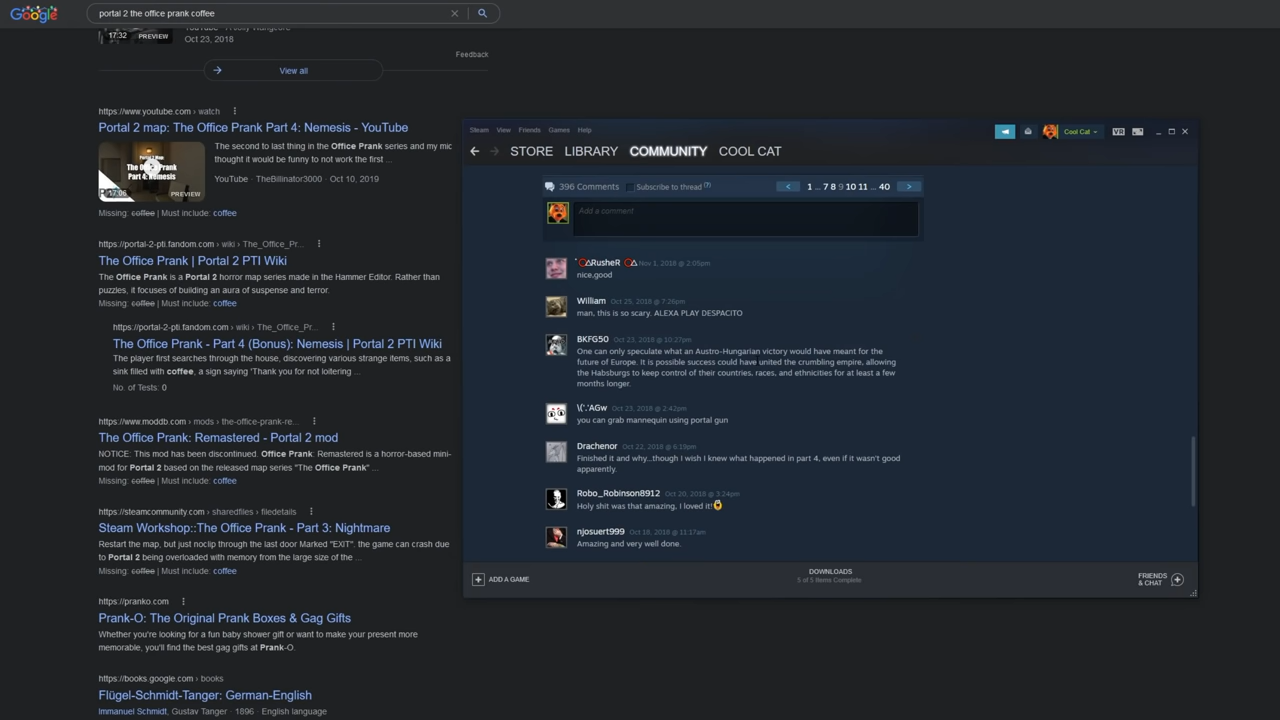 Google
portal 2 the office prank coffee
17:32
PREVIEW
Oct 23, 2018
Feedback
View all
https://www.youtube.com › watch
Portal 2 map: The Office Prank Part 4: Nemesis - YouTube
The second to last thing in the Office Prank series and my mic
thought it would be funny to not work the first ...
YouTube · TheBillinator3000 · Oct 10, 2019
17:06
PREVIEW
Missing: coffee | Must include: coffee
https://portal-2-pti.fandom.com › wiki › The_Office_Pr...
The Office Prank | Portal 2 PTI Wiki
The Office Prank is a Portal 2 horror map series made in the Hammer Editor. Rather than
puzzles, it focuses of building an aura of suspense and terror.
Missing: coffee | Must include: coffee
https://portal-2-pti.fandom.com › wiki › The_Office_Pr...
The Office Prank - Part 4 (Bonus): Nemesis | Portal 2 PTI Wiki
The player first searches through the house, discovering various strange items, such as a
sink filled with coffee, a sign saying 'Thank you for not loitering ...
No. of Tests: 0
https://www.moddb.com › mods › the-office-prank-re...
The Office Prank: Remastered - Portal 2 mod
NOTICE: This mod has been discontinued. Office Prank: Remastered is a horror-based mini-
mod for Portal 2 based on the released map series "The Office Prank" ...
Missing: coffee | Must include: coffee
https://steamcommunity.com › sharedfiles › filedetails
Steam Workshop::The Office Prank - Part 3: Nightmare
Restart the map, but just noclip through the last door Marked "EXIT". the game can crash due
to Portal 2 being overloaded with memory from the large size of the ...
Missing: coffee | Must include: coffee
https://pranko.com
Prank-O: The Original Prank Boxes & Gag Gifts
Whether you're looking for a fun baby shower gift or want to make your present more
memorable, you'll find the best gag gifts at Prank-O.
https://books.google.com › books
Flügel-Schmidt-Tanger: German-English
Immanuel Schmidt, Gustav Tanger · 1896 · English language
Steam View Friends Games Help
Cool Cat
VR
STORE LIBRARY COMMUNITY COOL CAT
396 Comments Subscribe to thread (?)
< 1 ... 7 8 9 10 11 ... 40 >
Add a comment
RusheR Nov 1, 2018 @ 2:05pm
nice,good
William Oct 25, 2018 @ 7:26pm
man, this is so scary. ALEXA PLAY DESPACITO
BKFG50 Oct 23, 2018 @ 10:27pm
One can only speculate what an Austro-Hungarian victory would have meant for the
future of Europe. It is possible success could have united the crumbling empire, allowing
the Habsburgs to keep control of their countries, races, and ethnicities for at least a few
months longer.
\('.'AGw Oct 23, 2018 @ 2:42pm
you can grab mannequin using portal gun
Drachenor Oct 22, 2018 @ 6:19pm
Finished it and why...though I wish I knew what happened in part 4, even if it wasn't good
apparently.
Robo_Robinson8912 Oct 20, 2018 @ 3:24pm
Holy shit was that amazing, I loved it!
njosuert999 Oct 18, 2018 @ 11:17am
Amazing and very well done.
ADD A GAME
DOWNLOADS
5 of 5 Items Complete
FRIENDS
& CHAT